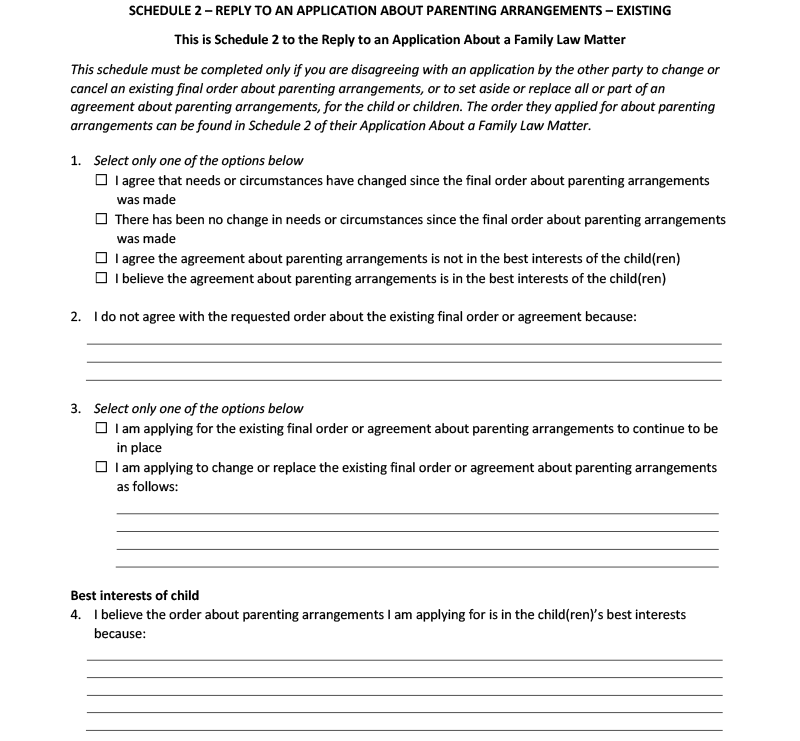 SCHEDULE 2 – REPLY TO AN APPLICATION ABOUT PARENTING ARRANGEMENTS – EXISTING
This is Schedule 2 to the Reply to an Application About a Family Law Matter
This schedule must be completed only if you are disagreeing with an application by the other party to change or
cancel an existing final order about parenting arrangements, or to set aside or replace all or part of an
agreement about parenting arrangements, for the child or children. The order they applied for about parenting
arrangements can be found in Schedule 2 of their Application About a Family Law Matter.
1. Select only one of the options below
☐ I agree that needs or circumstances have changed since the final order about parenting arrangements
was made
☐ There has been no change in needs or circumstances since the final order about parenting arrangements
was made
☐ I agree the agreement about parenting arrangements is not in the best interests of the child(ren)
☐ I believe the agreement about parenting arrangements is in the best interests of the child(ren)
2. I do not agree with the requested order about the existing final order or agreement because:
3. Select only one of the options below
☐ I am applying for the existing final order or agreement about parenting arrangements to continue to be
in place
☐ I am applying to change or replace the existing final order or agreement about parenting arrangements
as follows:
Best interests of child
4. I believe the order about parenting arrangements I am applying for is in the child(ren)'s best interests
because: